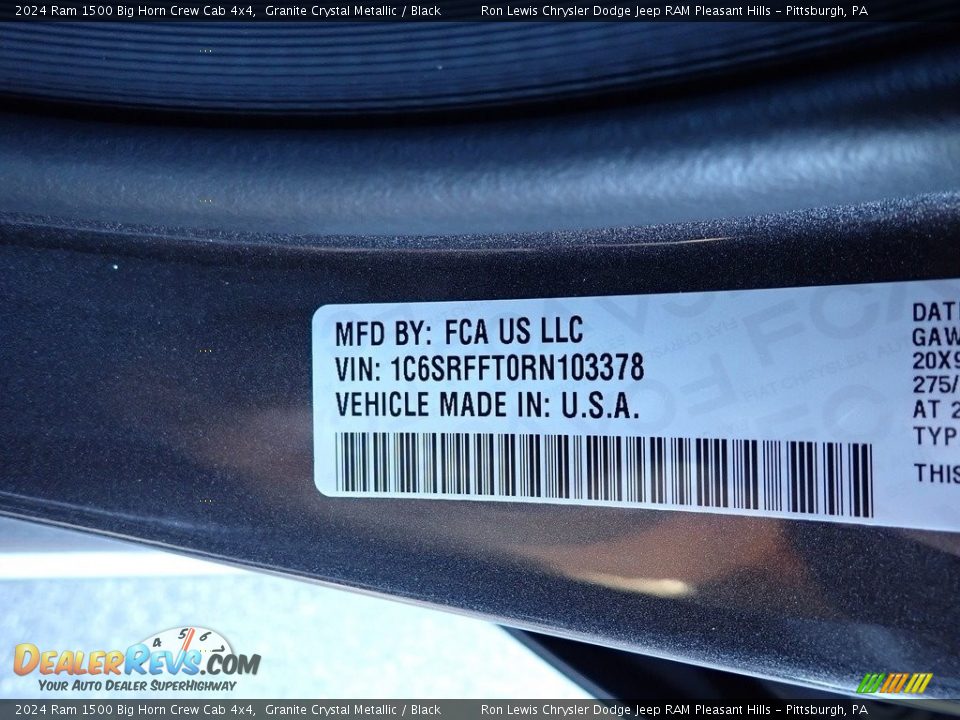 2024 Ram 1500 Big Horn Crew Cab 4x4, Granite Crystal Metallic / Black Ron Lewis Chrysler Dodge Jeep RAM Pleasant Hills - Pittsburgh, PA
MFD BY: FCA US LLC
VIN: 1C6SRFFT0RN103378
VEHICLE MADE IN: U.S.A.
DAT
GAW
20X9
275/
AT 2
TYP
THIS
4 5 6
DEALERREVS.COM
YOUR AUTO DEALER SUPERHIGHWAY
2024 Ram 1500 Big Horn Crew Cab 4x4, Granite Crystal Metallic / Black Ron Lewis Chrysler Dodge Jeep RAM Pleasant Hills - Pittsburgh, PA